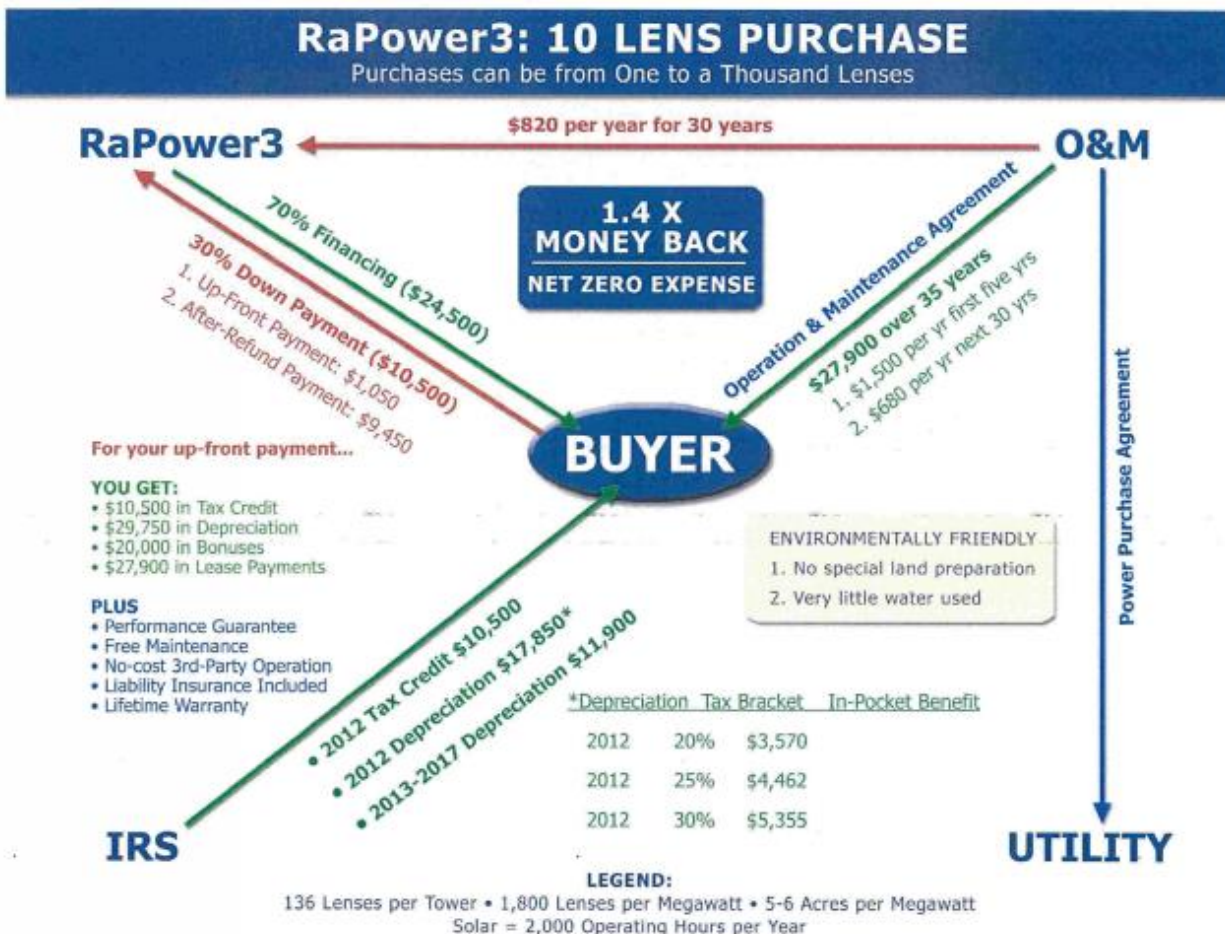 RaPower3: 10 LENS PURCHASE
Purchases can be from One to a Thousand Lenses
RaPower3
$820 per year for 30 years
O&M
70% Financing ($24,500)
30% Down Payment ($10,500)
1. Up-Front Payment: $1,050
2. After-Refund Payment: $9,450
1.4 X
MONEY BACK
NET ZERO EXPENSE
Operation & Maintenance Agreement
$27,900 over 35 years
1. $1,500 per yr first five yrs
2. $680 per yr next 30 yrs
BUYER
Power Purchase Agreement
For your up-front payment...
YOU GET:
• $10,500 in Tax Credit
• $29,750 in Depreciation
• $20,000 in Bonuses
• $27,900 in Lease Payments
PLUS
• Performance Guarantee
• Free Maintenance
• No-cost 3rd-Party Operation
• Liability Insurance Included
• Lifetime Warranty
ENVIRONMENTALLY FRIENDLY
1. No special land preparation
2. Very little water used
• 2012 Tax Credit $10,500
• 2012 Depreciation $17,850*
• 2013-2017 Depreciation $11,900
*Depreciation Tax Bracket In-Pocket Benefit
2012 20% $3,570
2012 25% $4,462
2012 30% $5,355
IRS
UTILITY
LEGEND:
136 Lenses per Tower • 1,800 Lenses per Megawatt • 5-6 Acres per Megawatt
Solar = 2,000 Operating Hours per Year